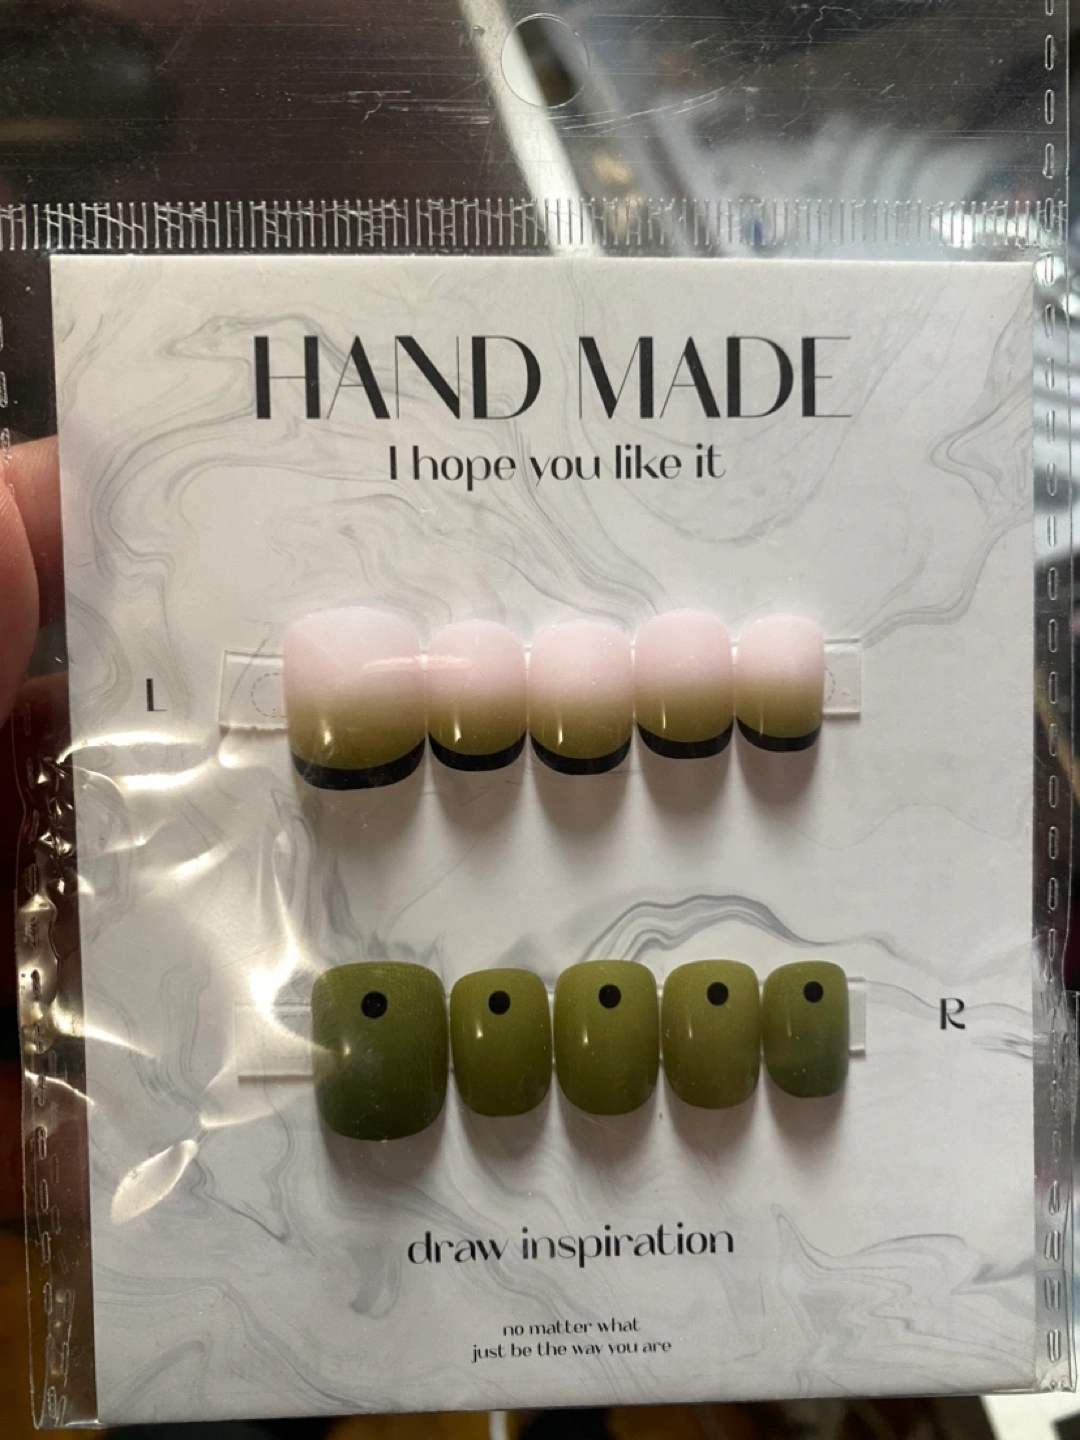 HAND MADE
I hope you like it
L
R
draw inspiration
no matter what
just be the way you are